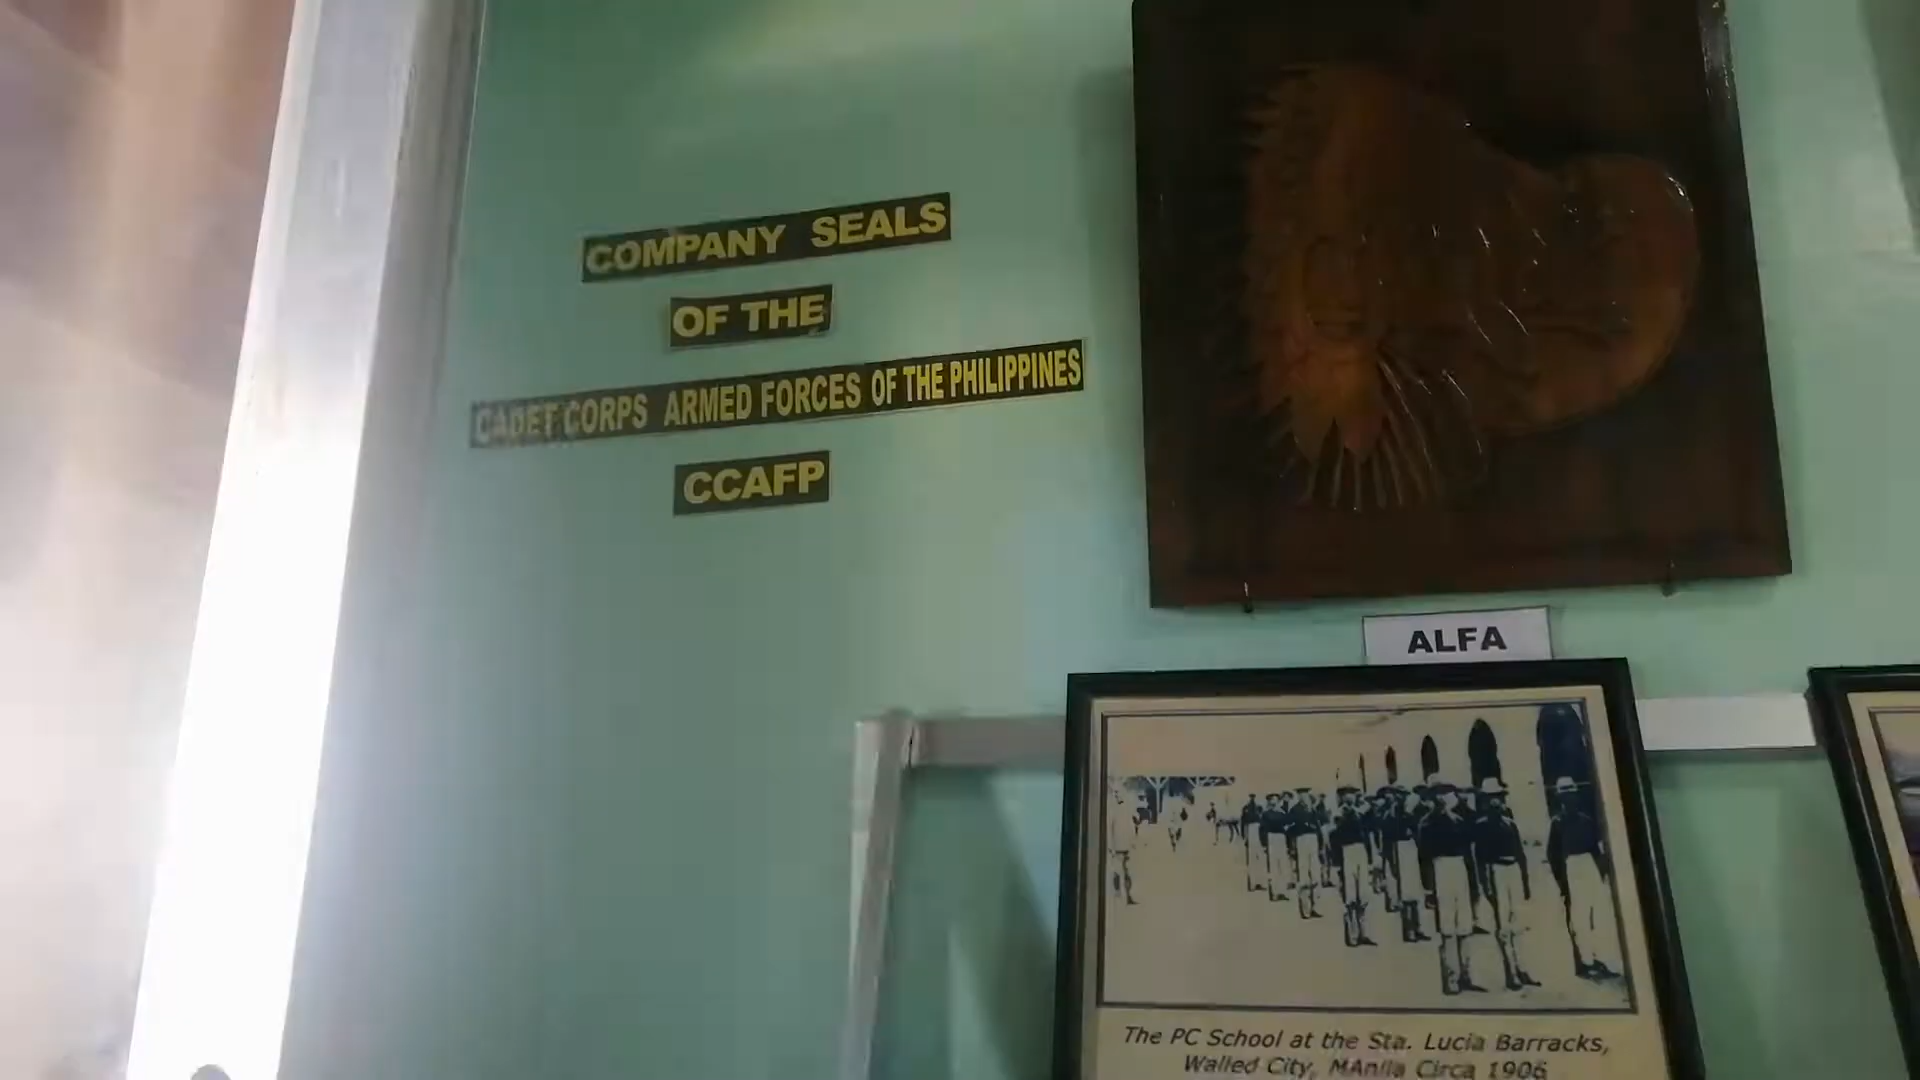 COMPANY SEALS
OF THE
CADET CORPS ARMED FORCES OF THE PHILIPPINES
CCAFP
ALFA
The PC School at the Sta. Lucia Barracks,
Walled City, MAnila Circa 1906